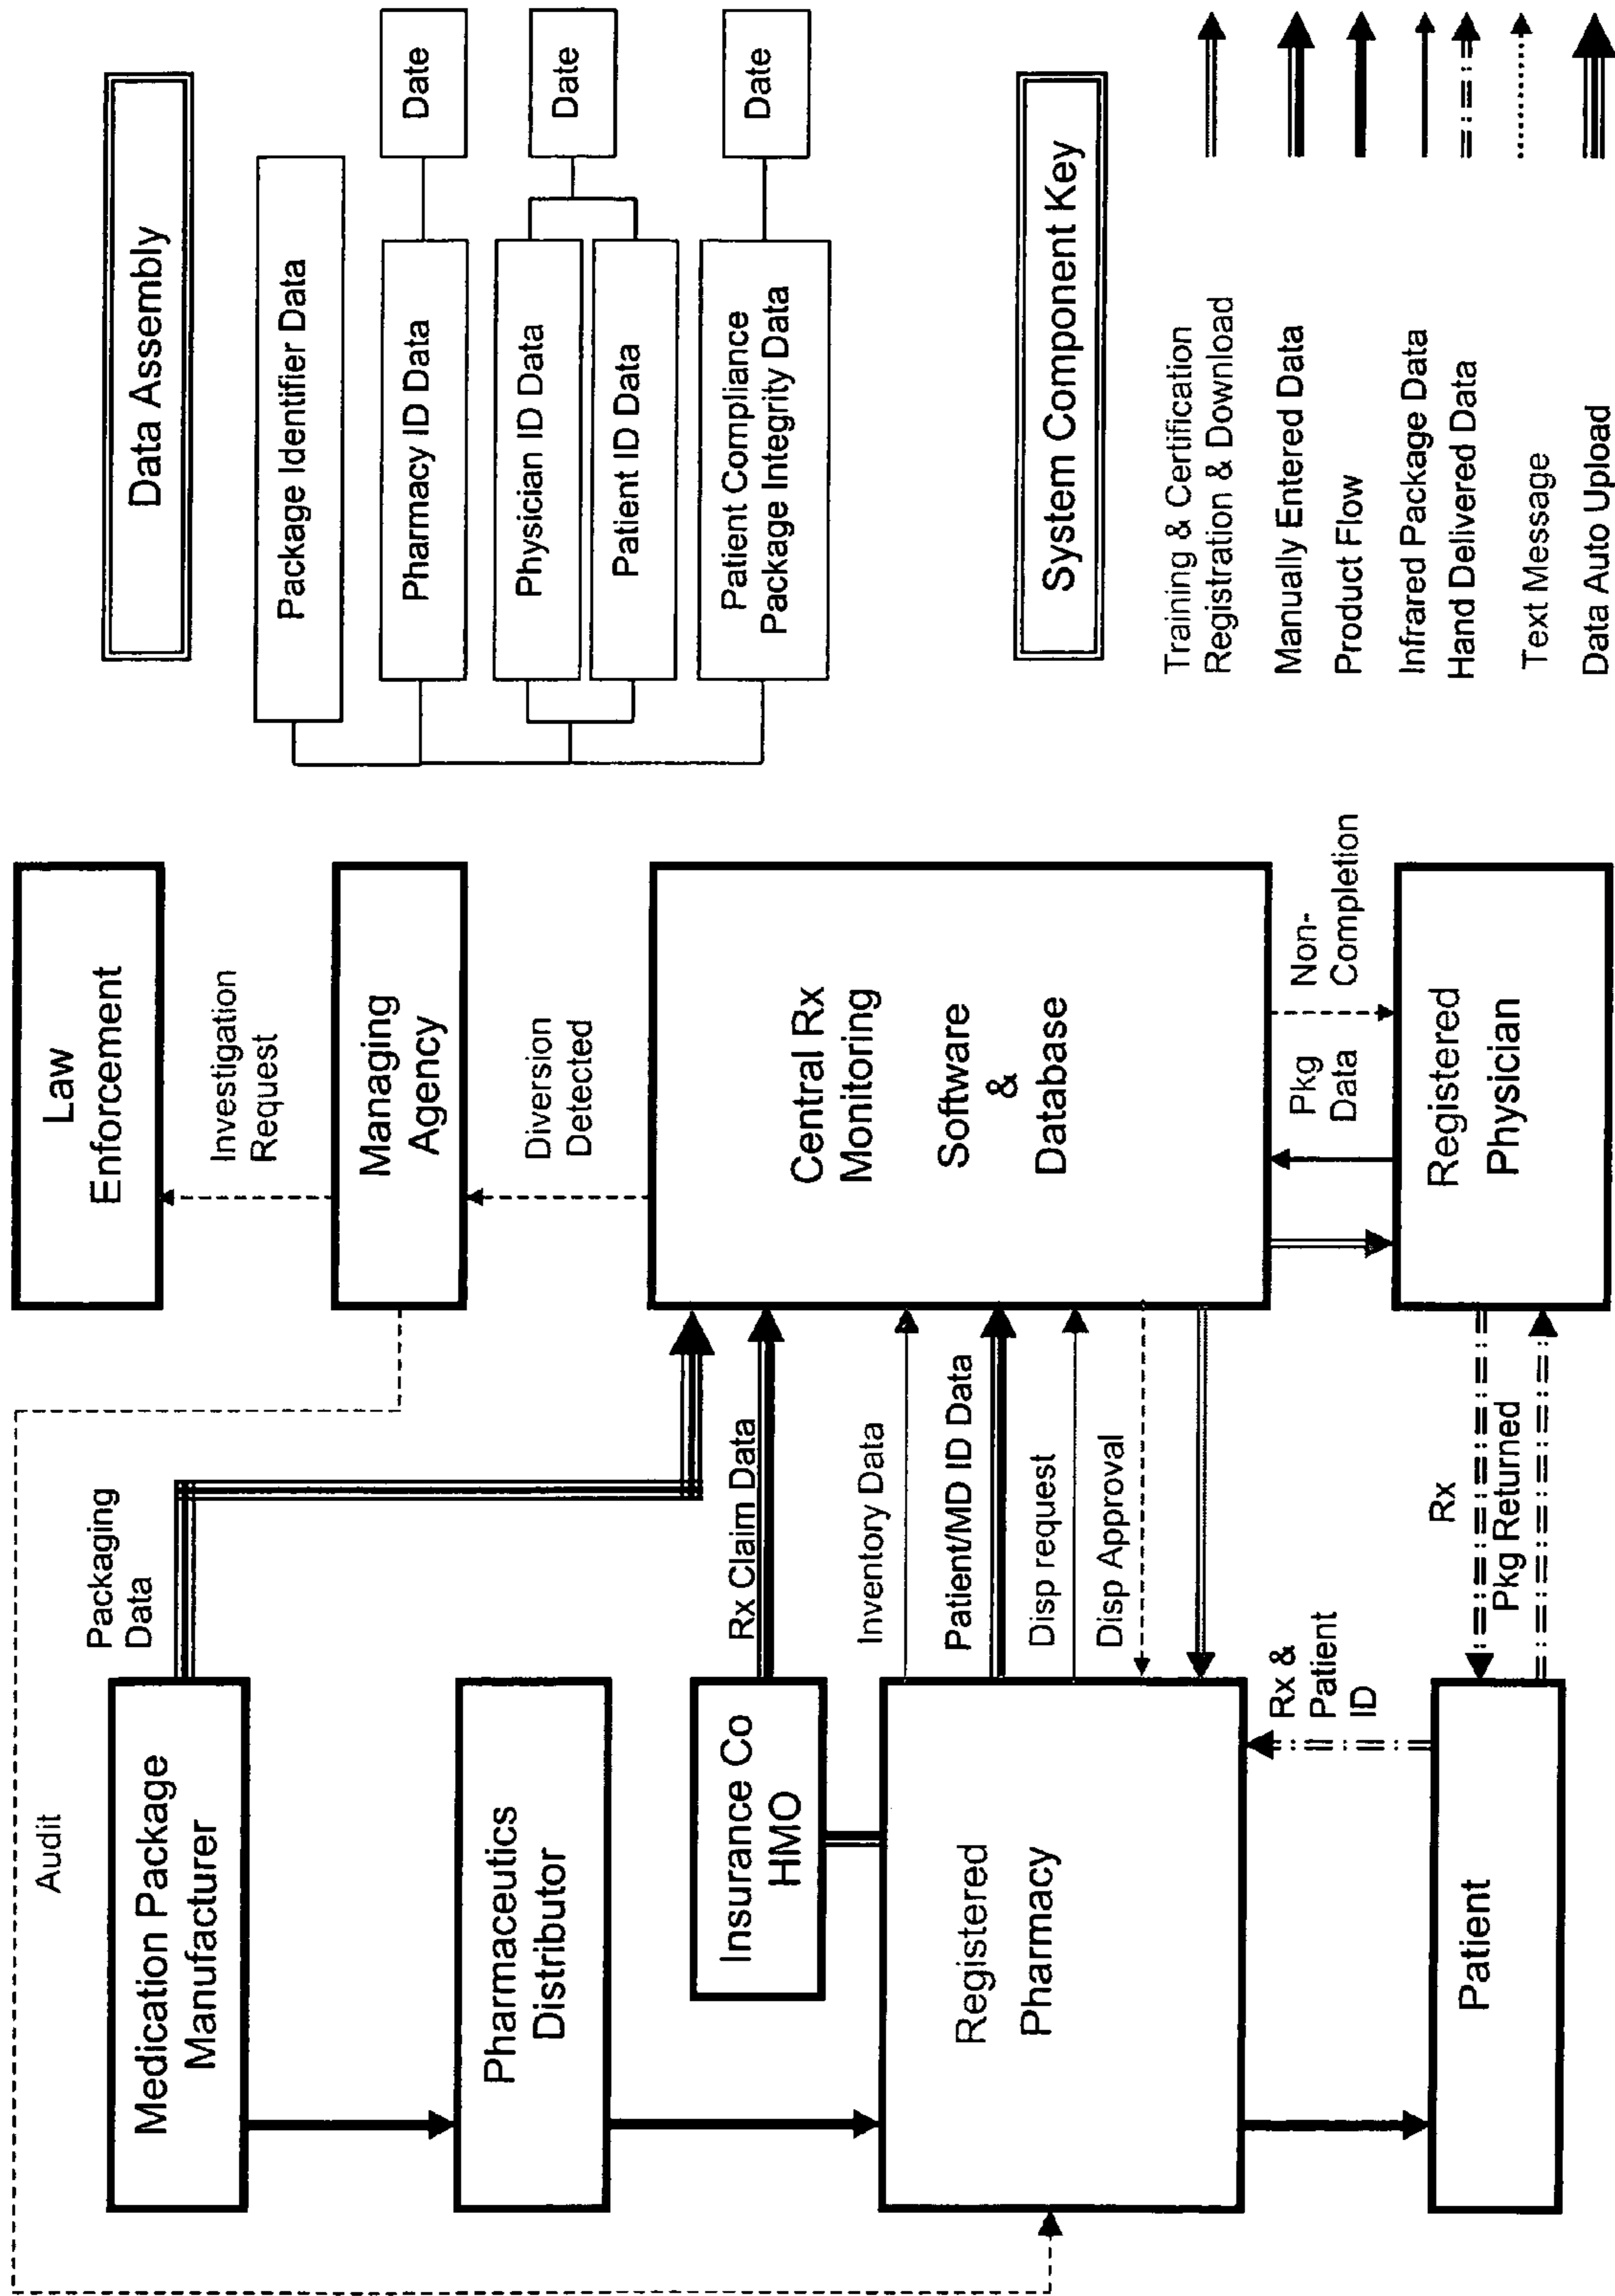 Audit
Medication Package
Manufacturer
Packaging
Data
Pharmaceutics
Distributor
Insurance Co
HMO
Rx Claim Data
Registered
Pharmacy
Inventory Data
Patient/MD ID Data
Disp request
Disp Approval
Rx &
Patient
ID
Patient
Rx
Pkg Returned
Law
Enforcement
Investigation
Request
Managing
Agency
Diversion
Detected
Central Rx
Monitoring
Software
&
Database
Pkg
Data
Non-
Completion
Registered
Physician
Data Assembly
Package Identifier Data
Pharmacy ID Data
Date
Physician ID Data
Patient ID Data
Date
Patient Compliance
Package Integrity Data
Date
System Component Key
Training & Certification
Registration & Download
Manually Entered Data
Product Flow
Infrared Package Data
Hand Delivered Data
Text Message
Data Auto Upload